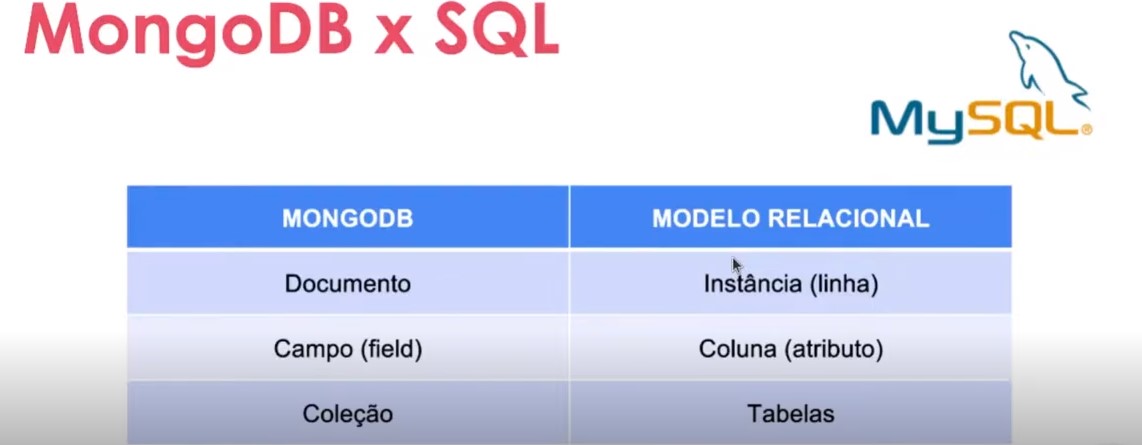 MongoDB x SQL
MySQL®
MONGODB MODELO RELACIONAL
Documento Instância (linha)
Campo (field) Coluna (atributo)
Coleção Tabelas